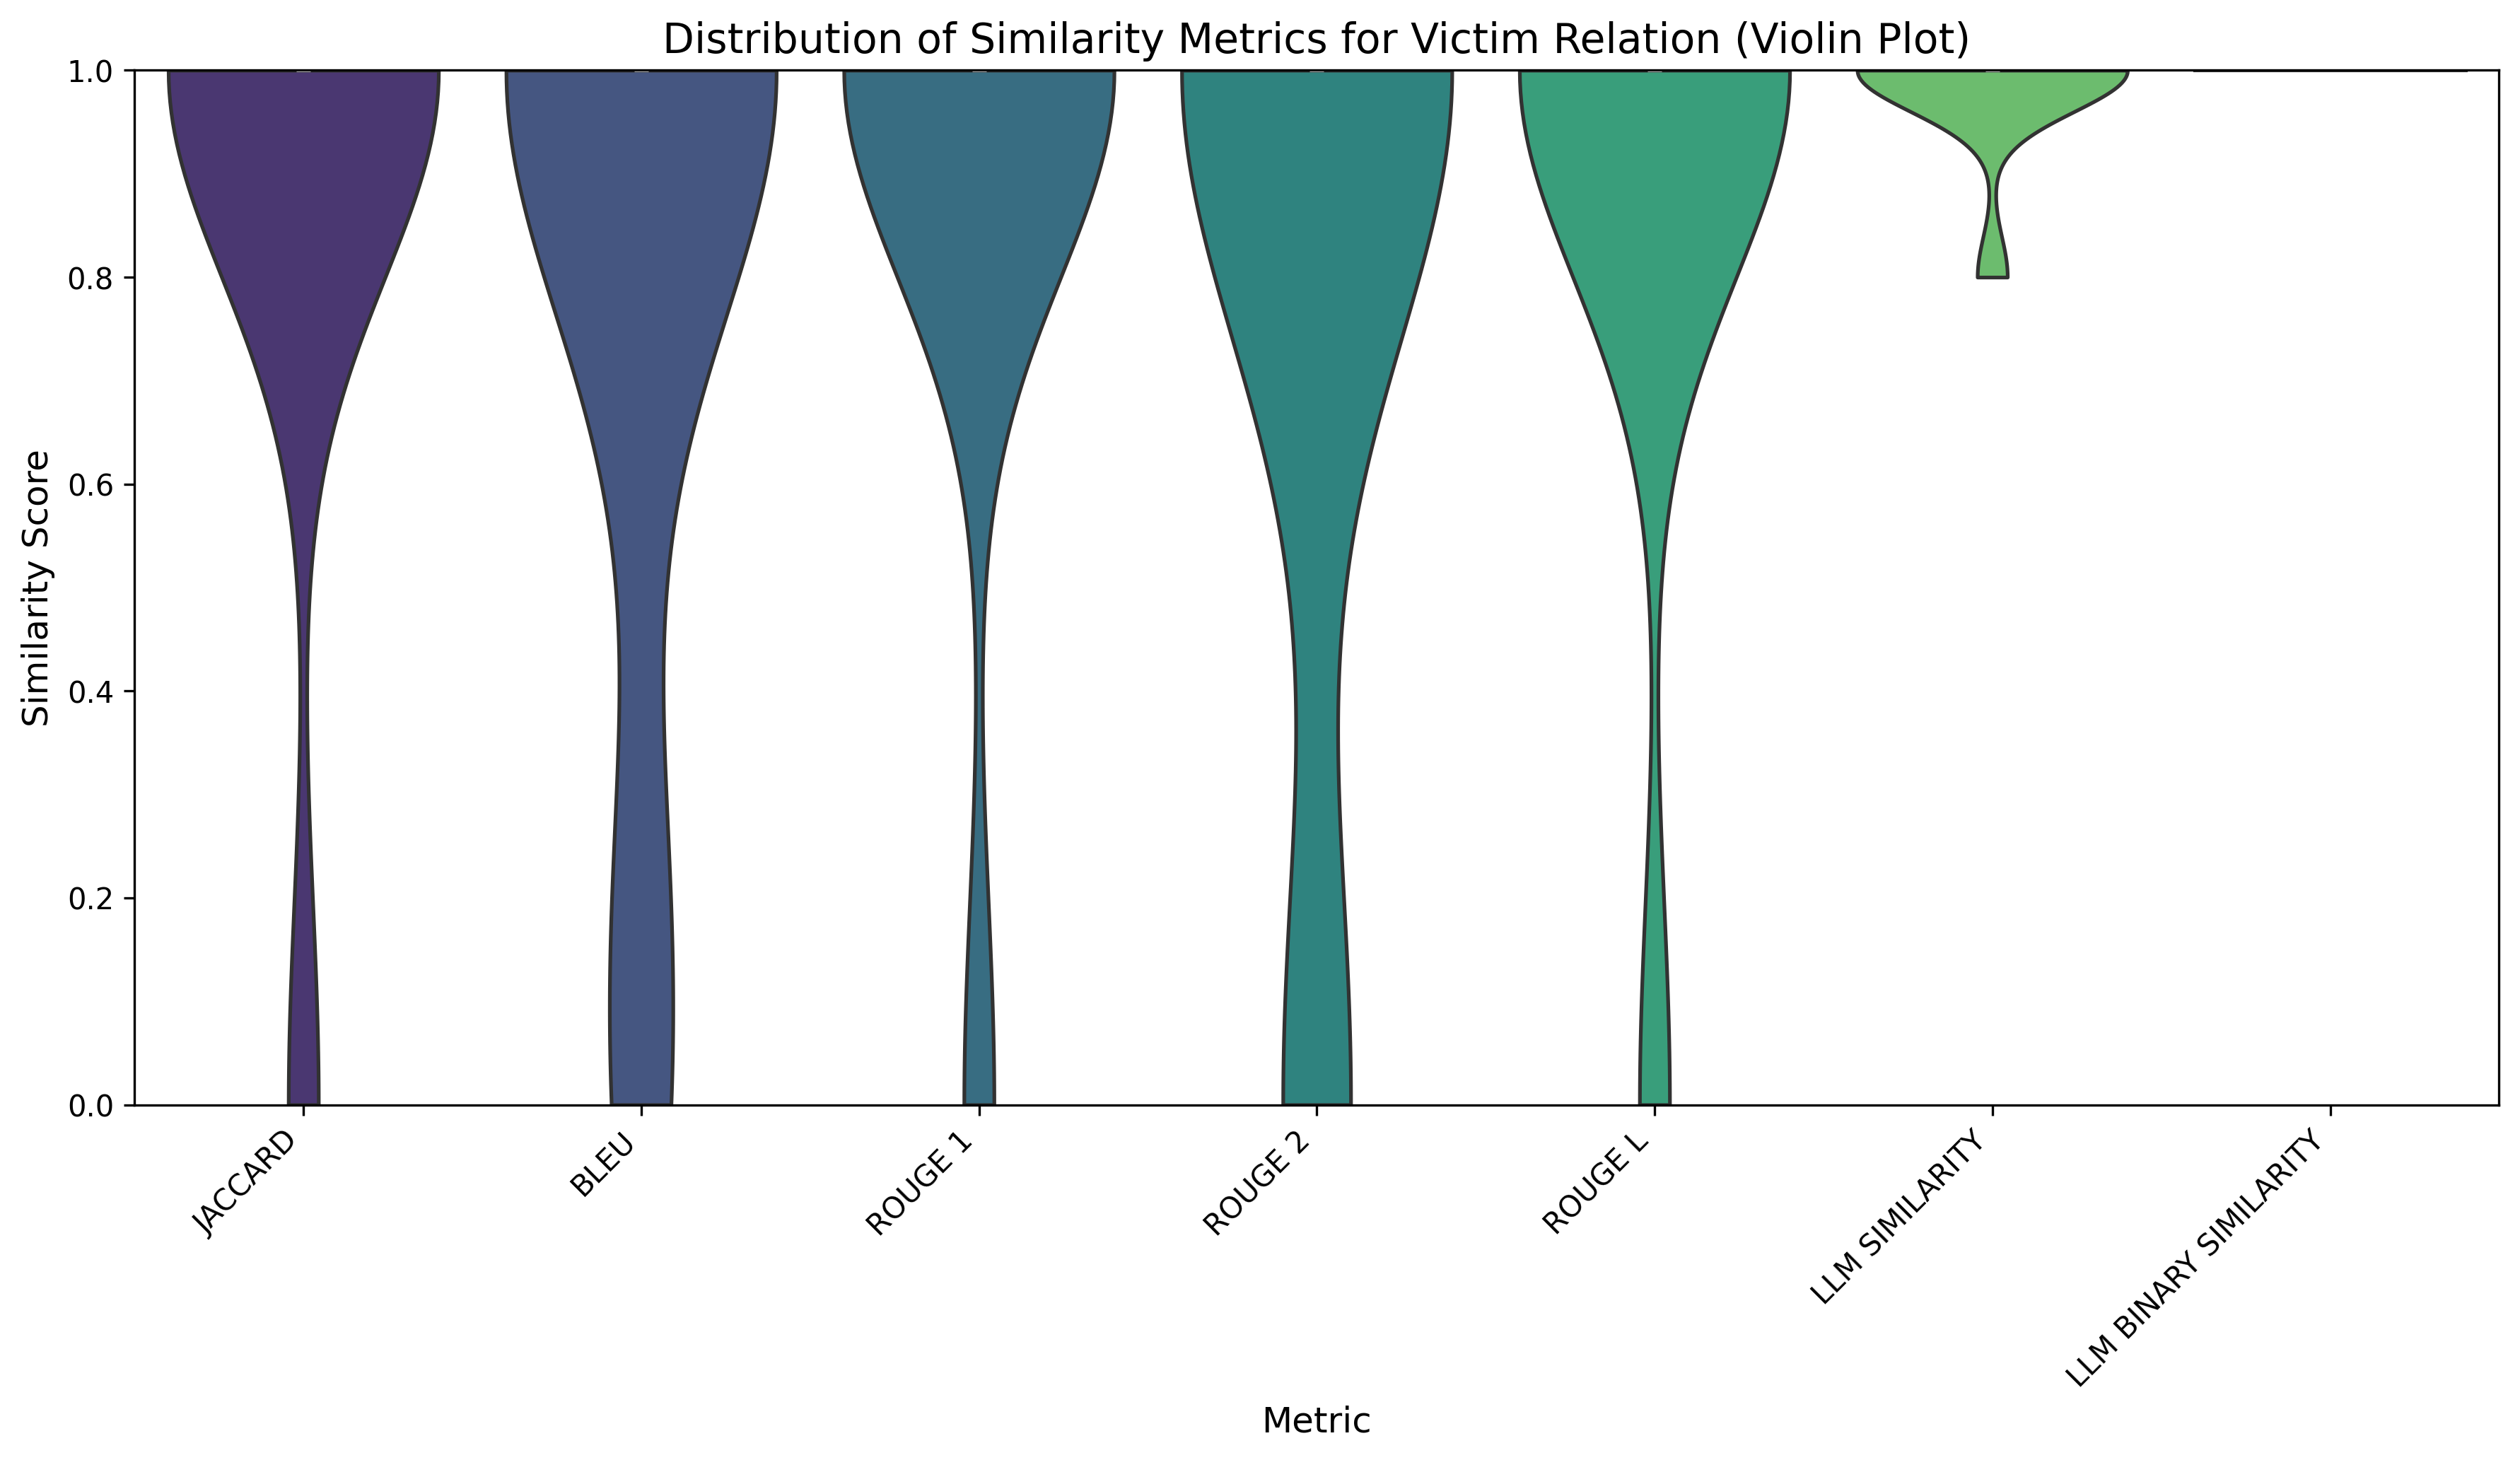 Distribution of Similarity Metrics for Victim Relation (Violin Plot)
Similarity Score
1.0
0.8
0.6
0.4
0.2
0.0
JACCARD
BLEU
ROUGE 1
ROUGE 2
ROUGE L
LLM SIMILARITY
LLM BINARY SIMILARITY
Metric